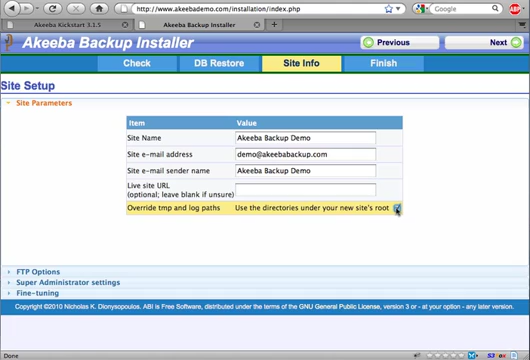 http://www.akeebademo.com/installation/index.php
Google
ABP
Akeeba Kickstart 3.1.5
Akeeba Backup Installer
Akeeba Backup Installer
Previous
Next
Check
DB Restore
Site Info
Finish
Site Setup
Site Parameters
Item
Value
Site Name
Akeeba Backup Demo
Site e-mail address
demo@akeebabackup.com
Site e-mail sender name
Akeeba Backup Demo
Live site URL
(optional; leave blank if unsure)
Override tmp and log paths
Use the directories under your new site's root
FTP Options
Super Administrator settings
Fine-tuning
Copyright ©2010 Nicholas K. Dionysopoulos. ABI is Free Software, distributed under the terms of the GNU General Public License, version 3 or - at your option - any later version.
Done